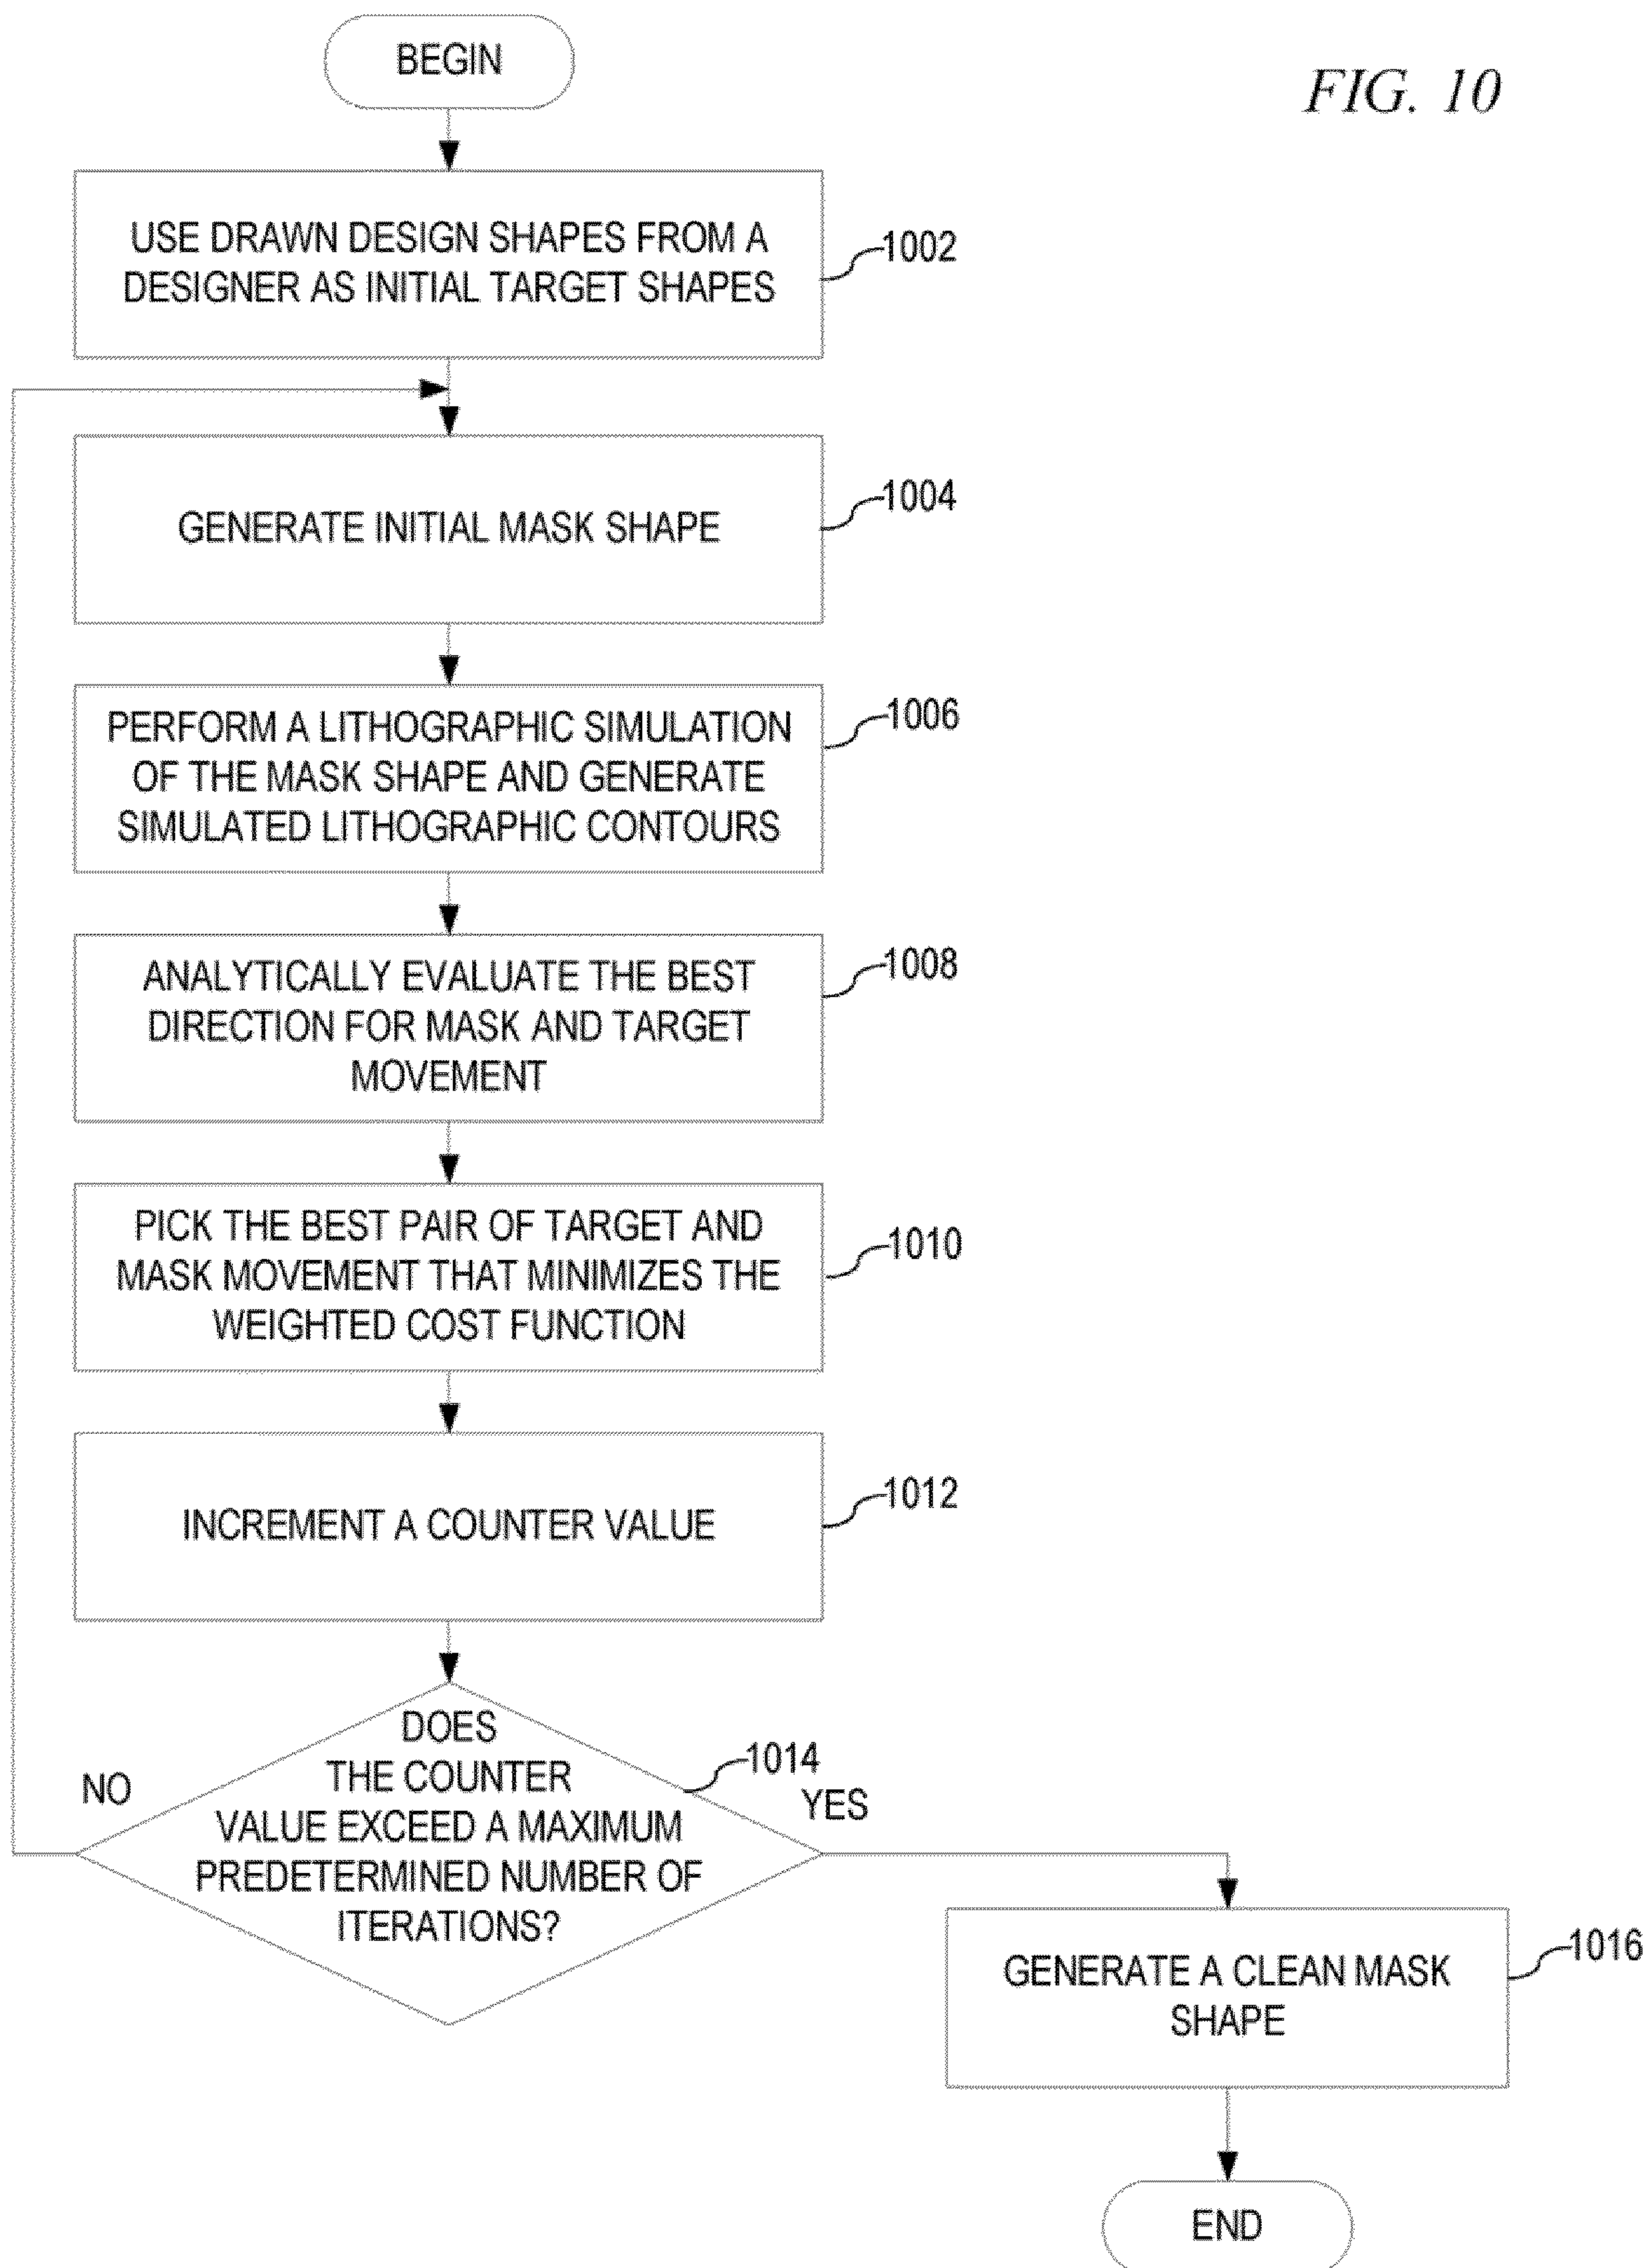 BEGIN
FIG. 10
USE DRAWN DESIGN SHAPES FROM A
DESIGNER AS INITIAL TARGET SHAPES
1002
GENERATE INITIAL MASK SHAPE
1004
PERFORM A LITHOGRAPHIC SIMULATION
OF THE MASK SHAPE AND GENERATE
SIMULATED LITHOGRAPHIC CONTOURS
1006
ANALYTICALLY EVALUATE THE BEST
DIRECTION FOR MASK AND TARGET
MOVEMENT
1008
PICK THE BEST PAIR OF TARGET AND
MASK MOVEMENT THAT MINIMIZES THE
WEIGHTED COST FUNCTION
1010
INCREMENT A COUNTER VALUE
1012
DOES
THE COUNTER
VALUE EXCEED A MAXIMUM
PREDETERMINED NUMBER OF
ITERATIONS?
1014
NO
YES
GENERATE A CLEAN MASK
SHAPE
1016
END